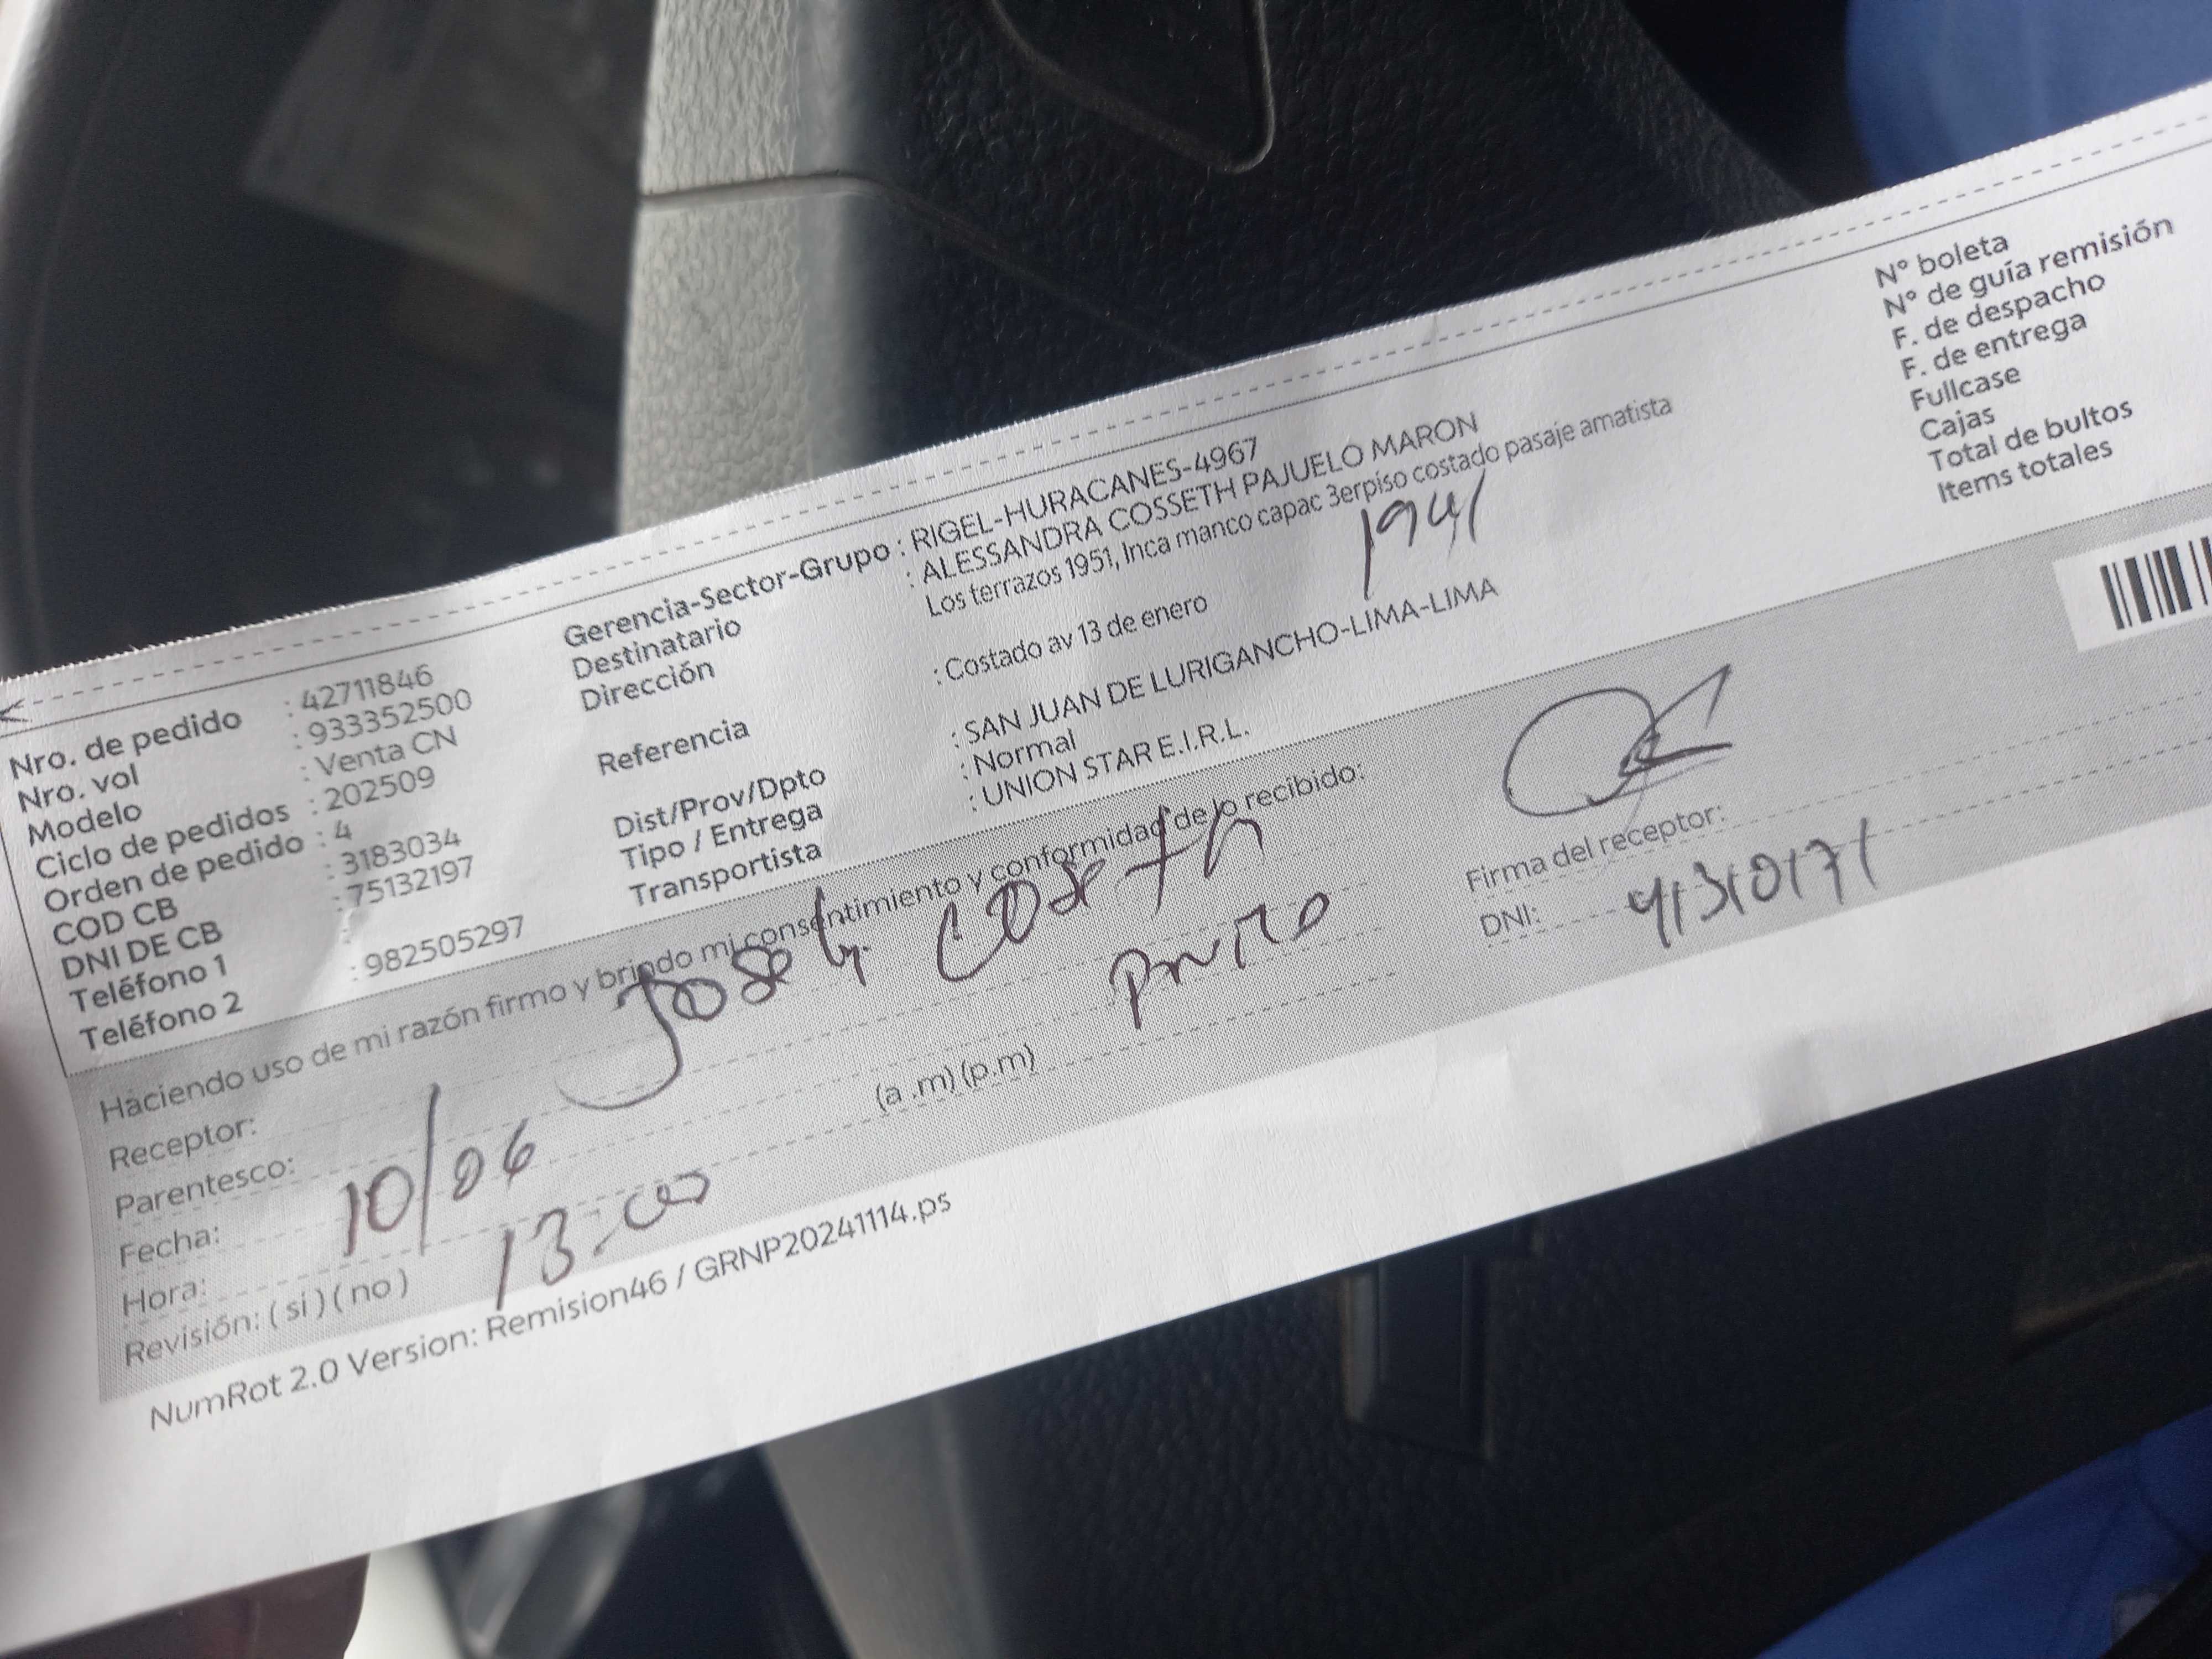 Nro. de pedido : 42711846
Nro. vol : 933352500
Modelo : Venta CN
Ciclo de pedidos : 202509
Orden de pedido : 4
COD CB : 3183034
DNI DE CB : 75132197
Teléfono 1
Teléfono 2 : 982505297
Gerencia-Sector-Grupo : RIGEL-HURACANES-4967
Destinatario : ALESSANDRA COSSETH PAJUELO MARON
Dirección Los terrazos 1951, Inca manco capac 3erpiso costado pasaje amatista
1941
Referencia : Costado av 13 de enero
Dist/Prov/Dpto : SAN JUAN DE LURIGANCHO-LIMA-LIMA
Tipo / Entrega : Normal
Transportista : UNION STAR E.I.R.L.
N° boleta
N° de guía remisión
F. de despacho
F. de entrega
Fullcase
Cajas
Total de bultos
Items totales
Haciendo uso de mi razón firmo y brindo mi consentimiento y conformidad de lo recibido:
Receptor:
Parentesco:
Fecha: 10/06
Hora: 13:00 (a .m) (p.m)
Revisión: ( si ) ( no )
Firma del receptor:
DNI:
NumRot 2.0 Version: Remision46 / GRNP20241114.ps